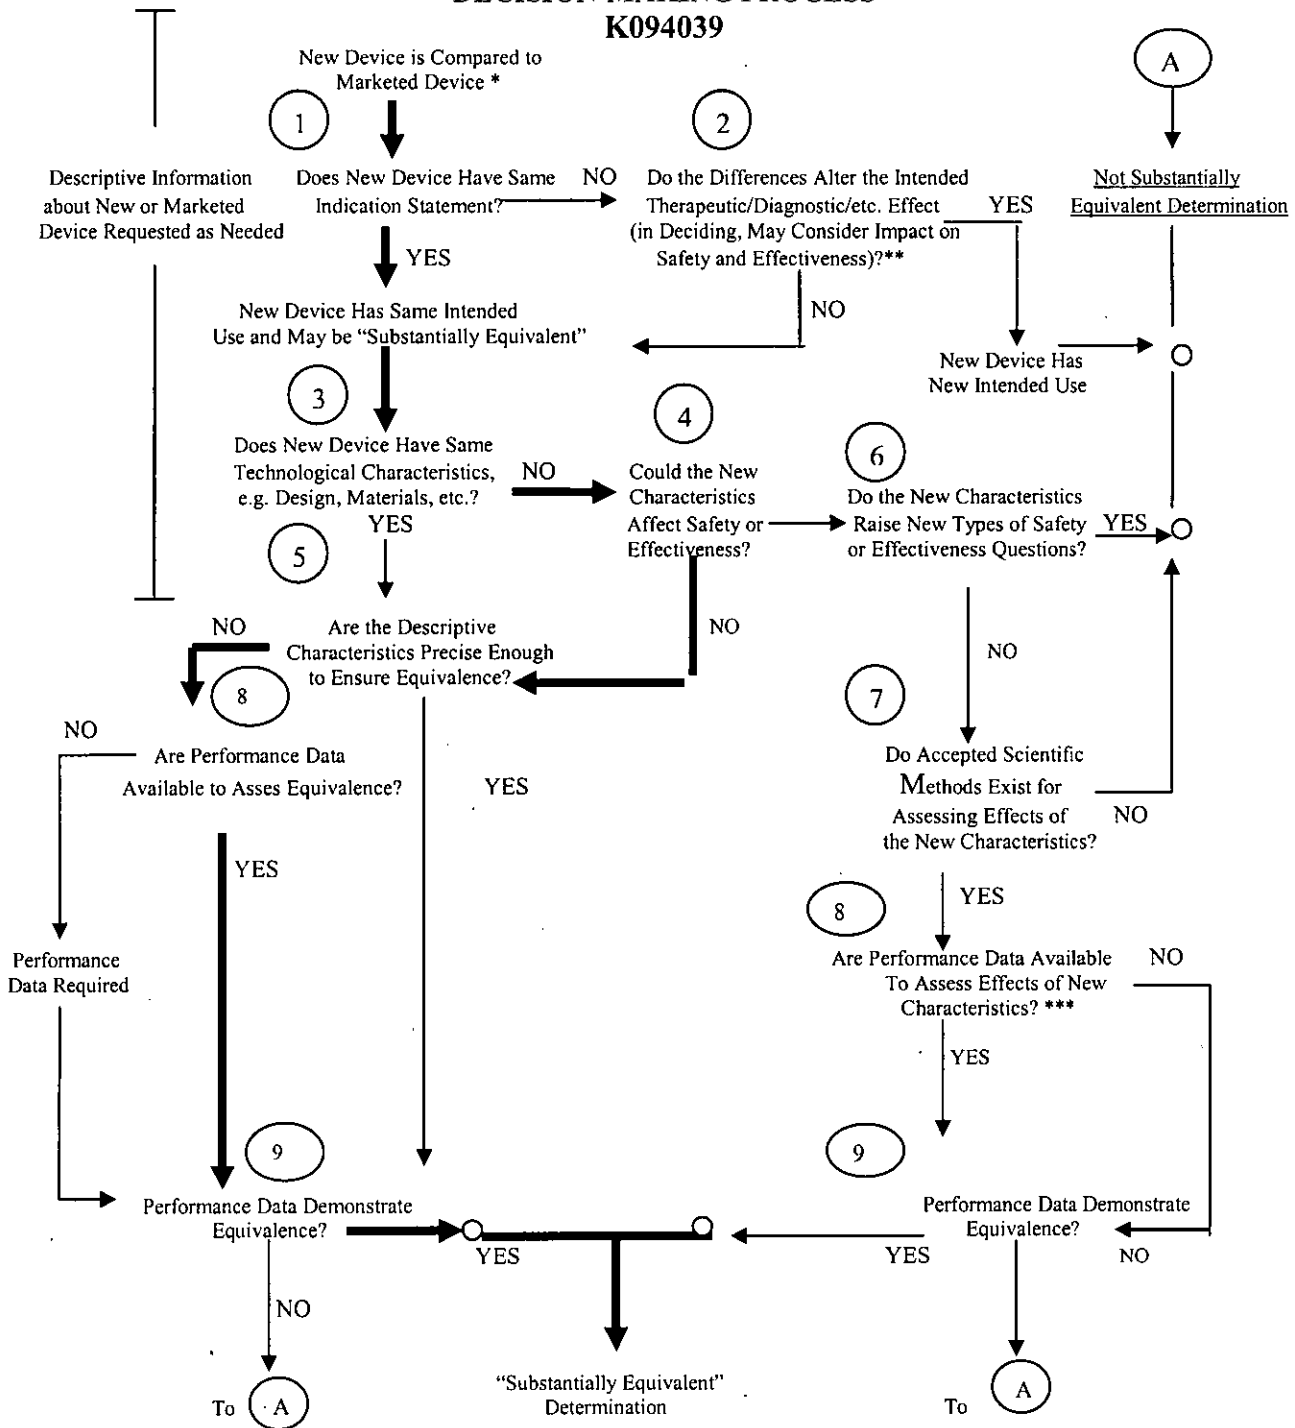 K094039
New Device is Compared to
Marketed Device *
A
1
2
Descriptive Information
about New or Marketed
Device Requested as Needed
Does New Device Have Same
Indication Statement?
NO
Do the Differences Alter the Intended
Therapeutic/Diagnostic/etc. Effect
(in Deciding, May Consider Impact on
Safety and Effectiveness)?**
YES
Not Substantially
Equivalent Determination
YES
NO
New Device Has Same Intended
Use and May be “Substantially Equivalent”
New Device Has
New Intended Use
3
4
6
Does New Device Have Same
Technological Characteristics,
e.g. Design, Materials, etc.?
NO
YES
Could the New
Characteristics
Affect Safety or
Effectiveness?
Do the New Characteristics
Raise New Types of Safety
or Effectiveness Questions?
YES
5
NO
Are the Descriptive
Characteristics Precise Enough
to Ensure Equivalence?
NO
NO
8
7
NO
Are Performance Data
Available to Asses Equivalence?
YES
Do Accepted Scientific
Methods Exist for
Assessing Effects of
the New Characteristics?
NO
YES
YES
8
Performance
Data Required
Are Performance Data Available
To Assess Effects of New
Characteristics? ***
NO
YES
9
9
Performance Data Demonstrate
Equivalence?
YES
Performance Data Demonstrate
Equivalence?
YES
NO
NO
To A
“Substantially Equivalent”
Determination
To A